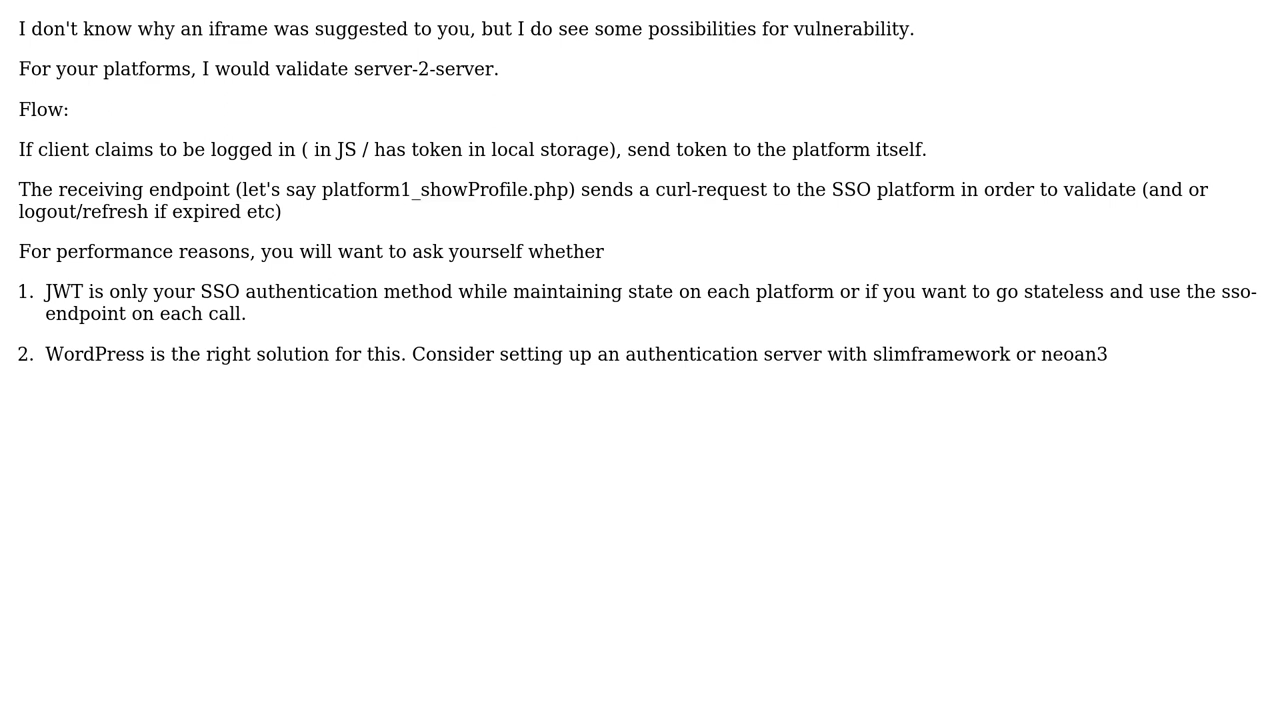 I don't know why an iframe was suggested to you, but I do see some possibilities for vulnerability.
For your platforms, I would validate server-2-server.
Flow:
If client claims to be logged in ( in JS / has token in local storage), send token to the platform itself.
The receiving endpoint (let's say platform1_showProfile.php) sends a curl-request to the SSO platform in order to validate (and or
logout/refresh if expired etc)
For performance reasons, you will want to ask yourself whether
1. JWT is only your SSO authentication method while maintaining state on each platform or if you want to go stateless and use the sso-
endpoint on each call.
2. WordPress is the right solution for this. Consider setting up an authentication server with slimframework or neoan3